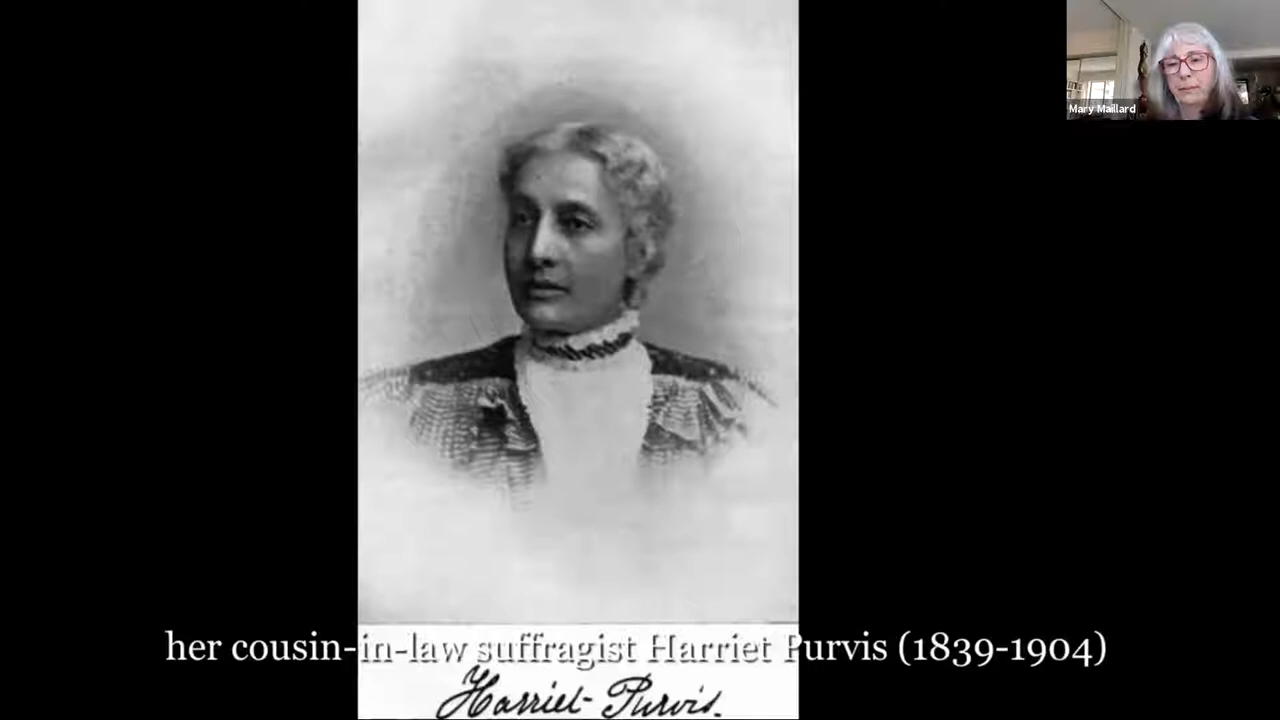 Mary Maillard
her cousin-in-law suffragist Harriet Purvis (1839-1904)
Harriet Purvis.